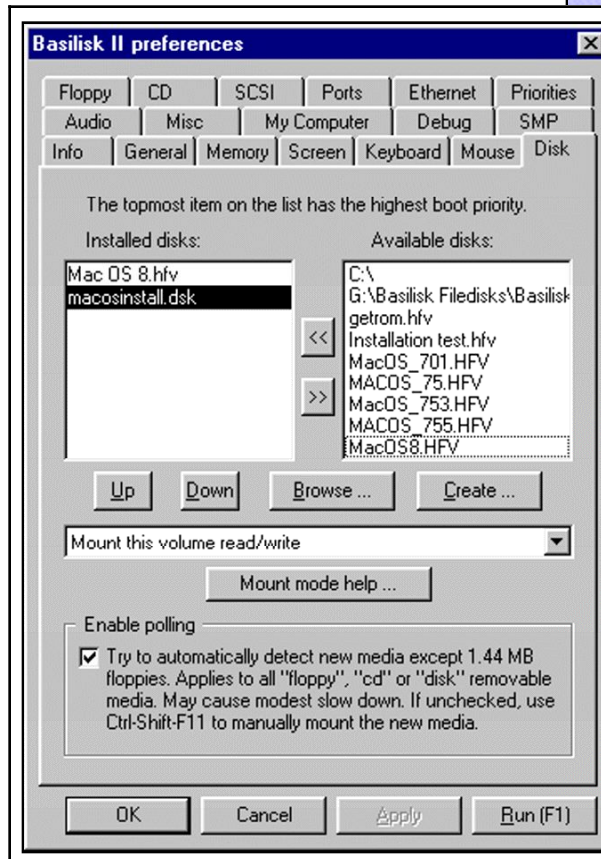 Basilisk II preferences
Floppy CD SCSI Ports Ethernet Priorities
Audio Misc My Computer Debug SMP
Info General Memory Screen Keyboard Mouse Disk
The topmost item on the list has the highest boot priority.
Installed disks: Available disks:
Mac OS 8.hfv
macosinstall.dsk
C:\
G:\Basilisk Filedisks\Basilisk
getrom.hfv
Installation test.hfv
MacOS_701.HFV
MACOS_75.HFV
MacOS_753.HFV
MACOS_755.HFV
MacOS8.HFV
<<
>>
Up Down Browse ... Create ...
Mount this volume read/write
Mount mode help ...
Enable polling
Try to automatically detect new media except 1.44 MB
floppies. Applies to all "floppy", "cd" or "disk" removable
media. May cause modest slow down. If unchecked, use
Ctrl-Shift-F11 to manually mount the new media.
OK Cancel Apply Run (F1)